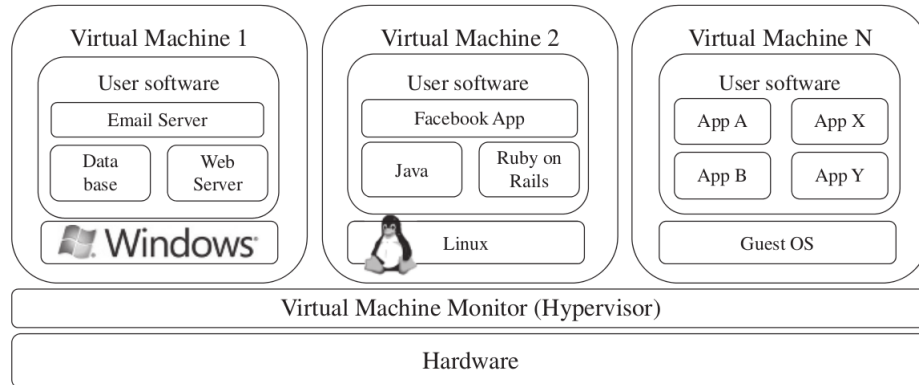 Virtual Machine 1
User software
Email Server
Data
base
Web
Server
Windows
Virtual Machine 2
User software
Facebook App
Java
Ruby on
Rails
Linux
Virtual Machine N
User software
App A
App X
App B
App Y
Guest OS
Virtual Machine Monitor (Hypervisor)
Hardware